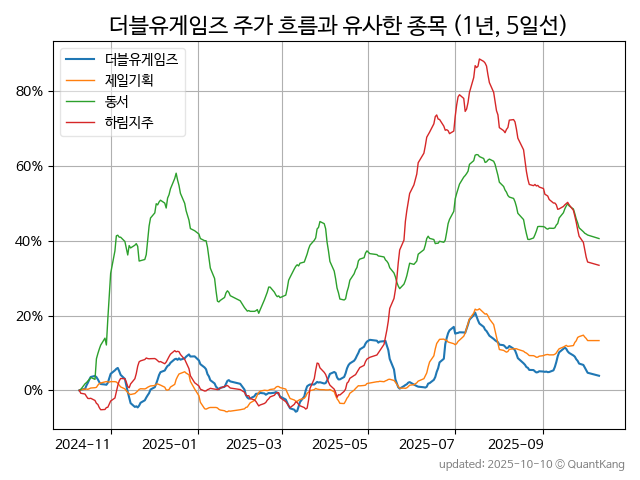 더블유게임즈 주가 흐름과 유사한 종목 (1년, 5일선)
더블유게임즈
제일기획
동서
하림지주
80%
60%
40%
20%
0%
2024-11 2025-01 2025-03 2025-05 2025-07 2025-09
updated: 2025-10-10 © QuantKang